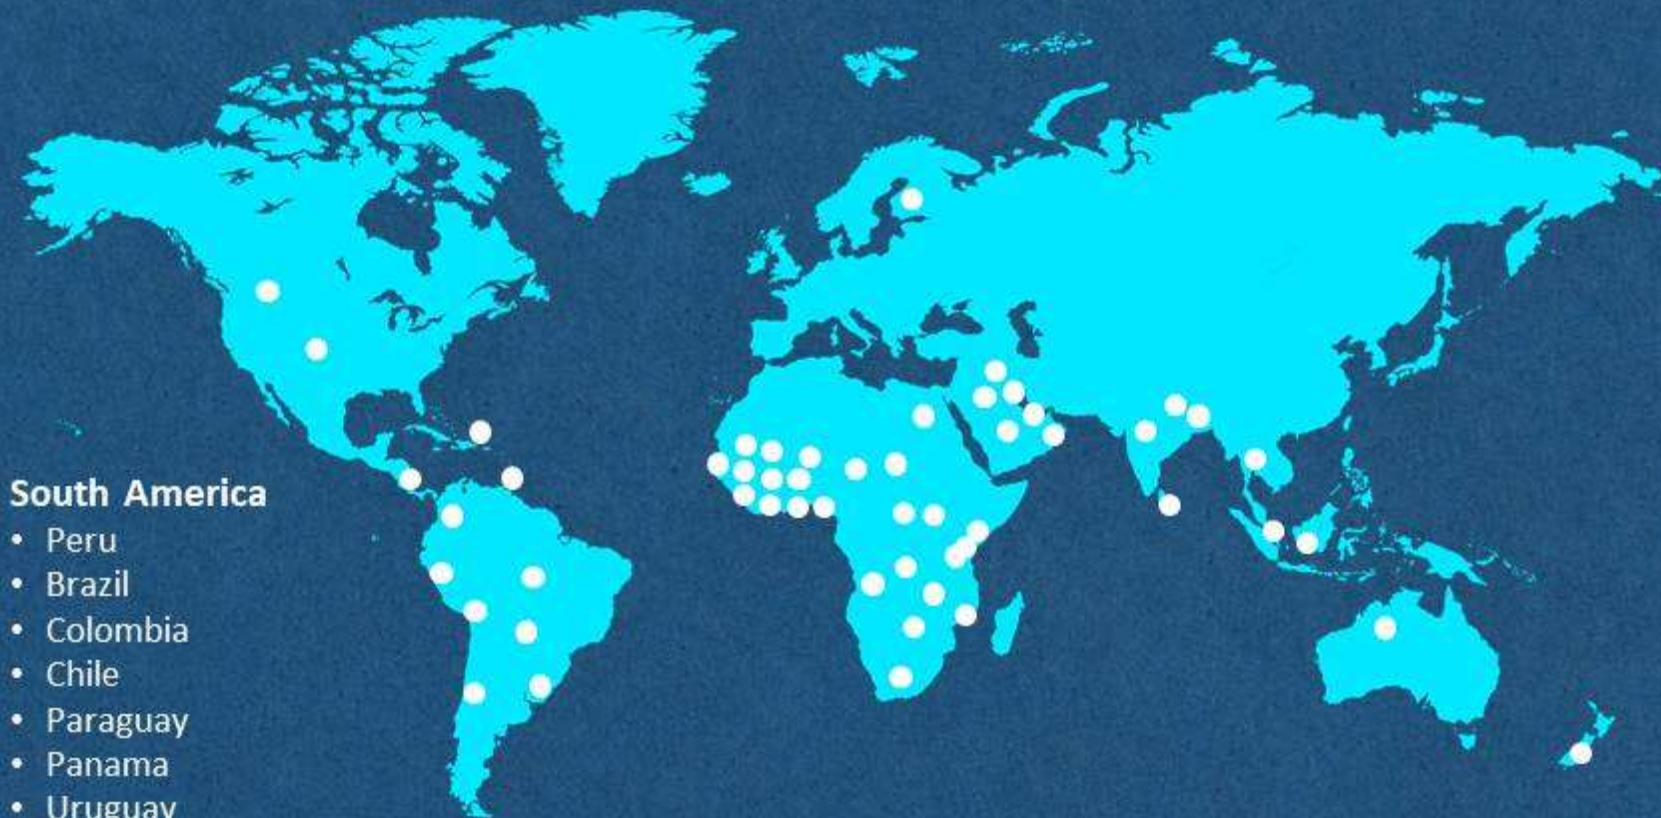 South America
• Peru
• Brazil
• Colombia
• Chile
• Paraguay
• Panama
• Uruguay